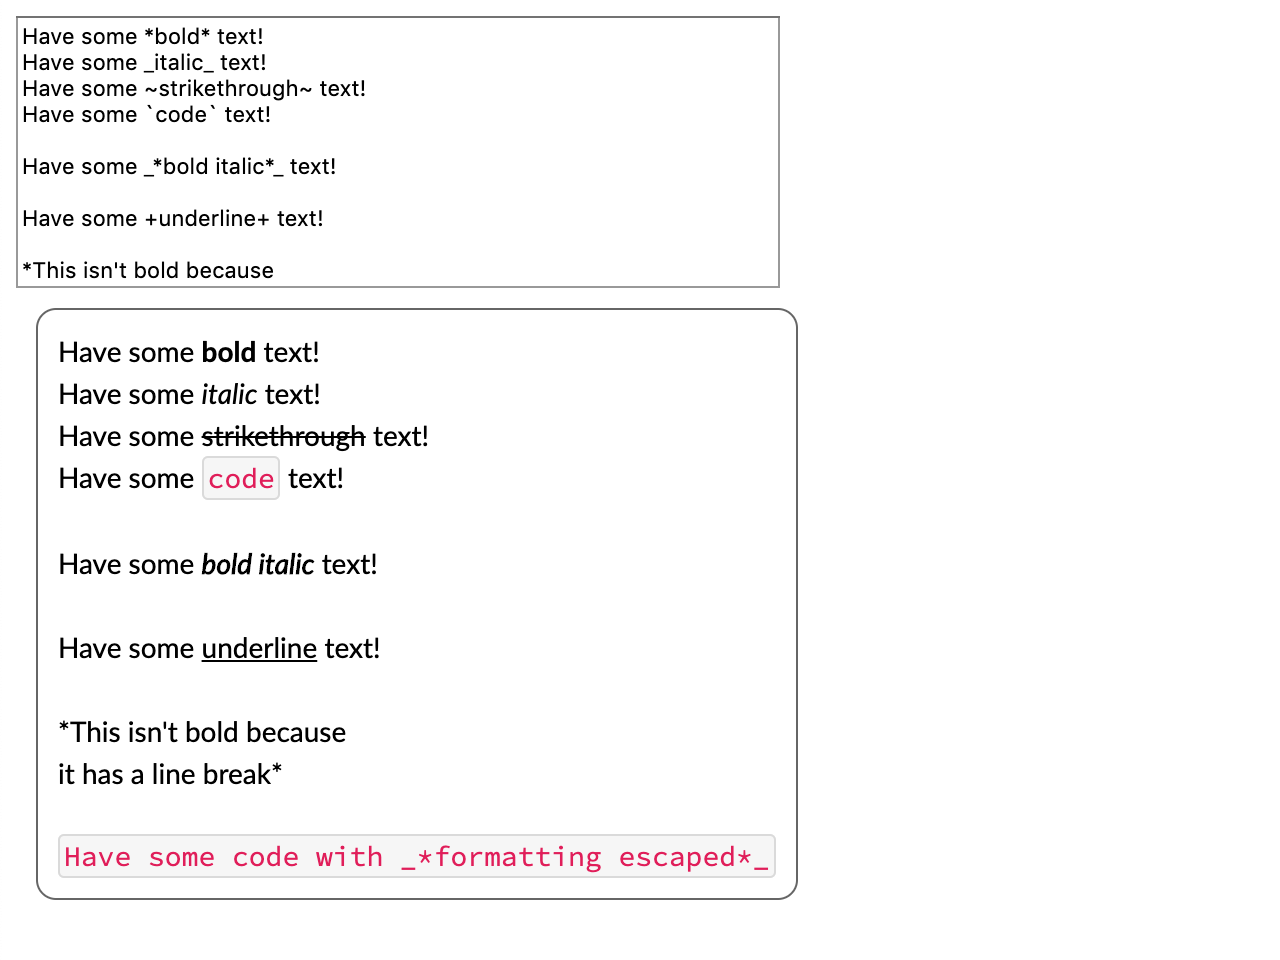 Have some *bold* text!
Have some _italic_ text!
Have some ~strikethrough~ text!
Have some `code` text!
Have some _*bold italic*_ text!
Have some +underline+ text!
*This isn't bold because
Have some bold text!
Have some italic text!
Have some strikethrough text!
Have some code text!
Have some bold italic text!
Have some underline text!
*This isn't bold because
it has a line break*
Have some code with _*formatting escaped*_